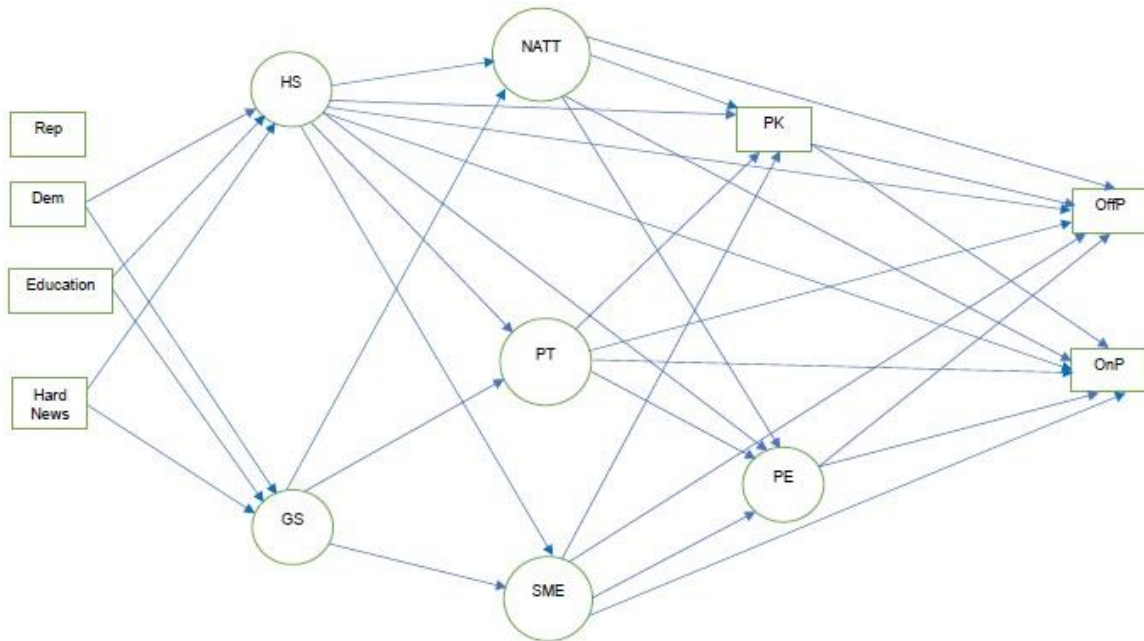 NATT
HS
Rep
PK
Dem
OffP
Education
PT
OnP
Hard
News
PE
GS
SME